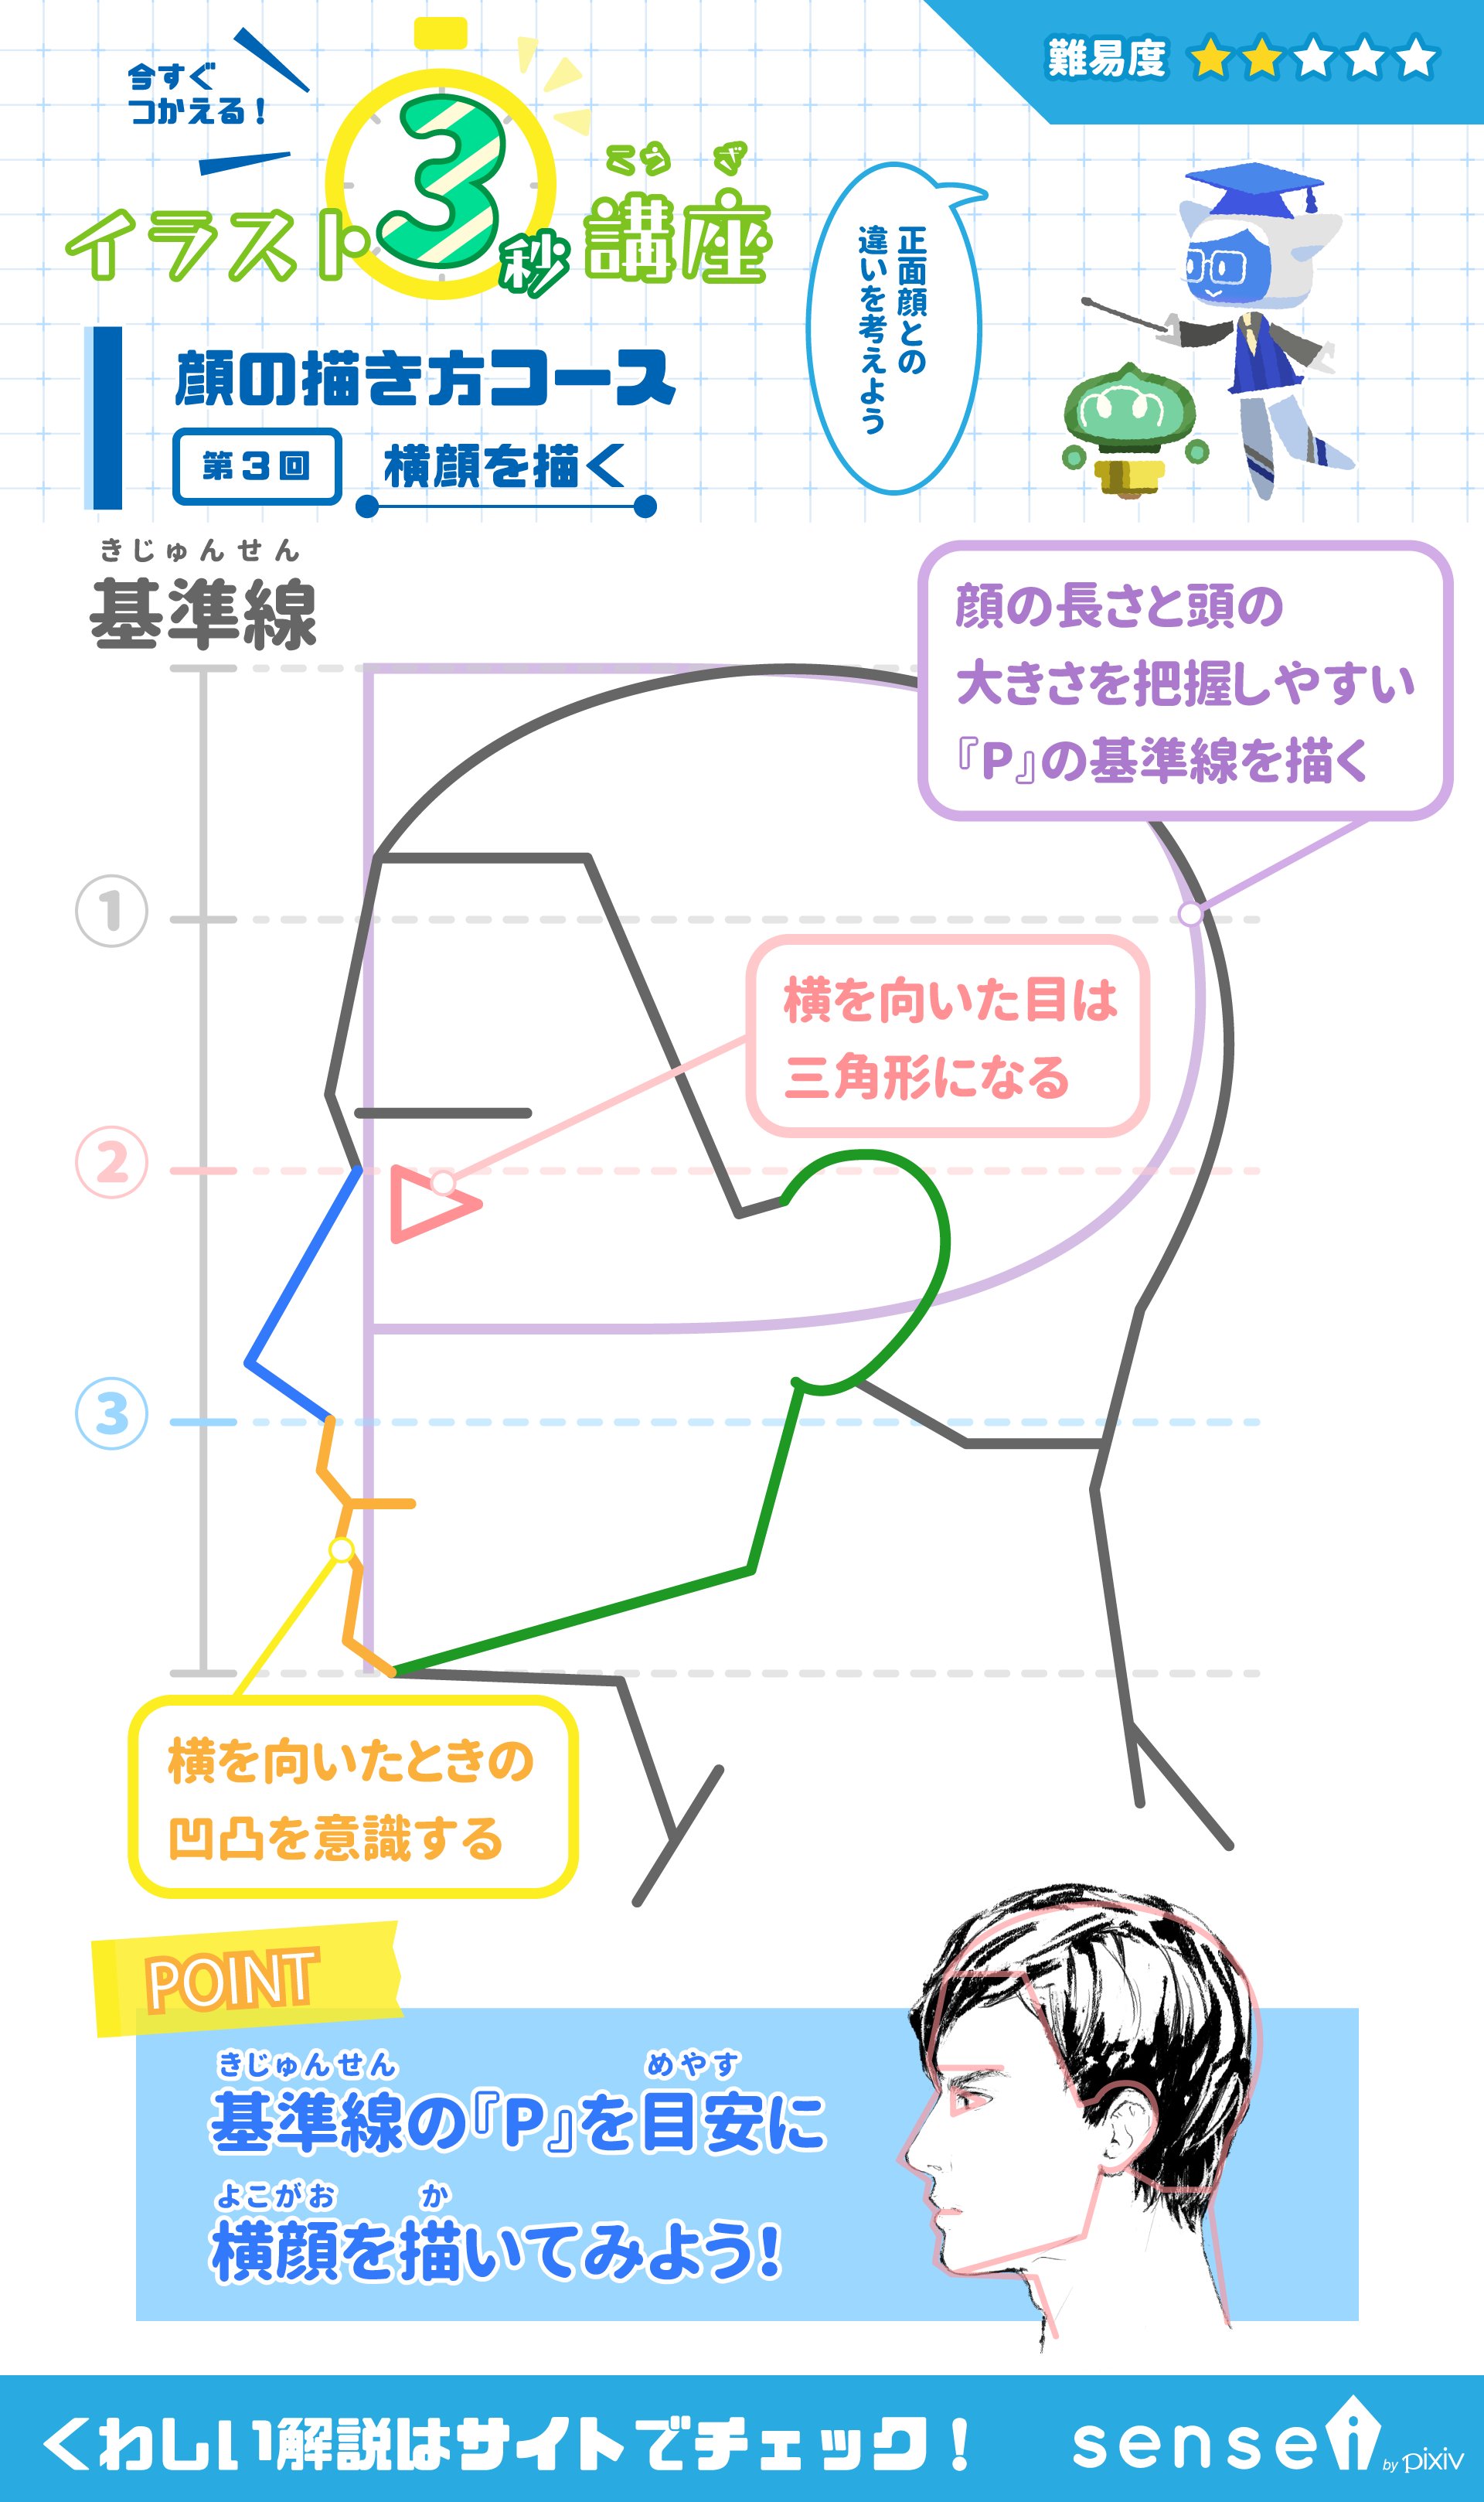 今すぐ
つかえる！
難易度
イラスト3秒講座
こうざ
正面顔との
違いを考えよう
顔の描き方コース
第3回
横顔を描く
きじゅんせん
基準線
顔の長さと頭の
大きさを把握しやすい
『P』の基準線を描く
1
横を向いた目は
三角形になる
2
3
横を向いたときの
凹凸を意識する
POINT
きじゅんせん めやす
基準線の『P』を目安に
よこがお か
横顔を描いてみよう！
くわしい解説はサイトでチェック！
sensei
by pixiv